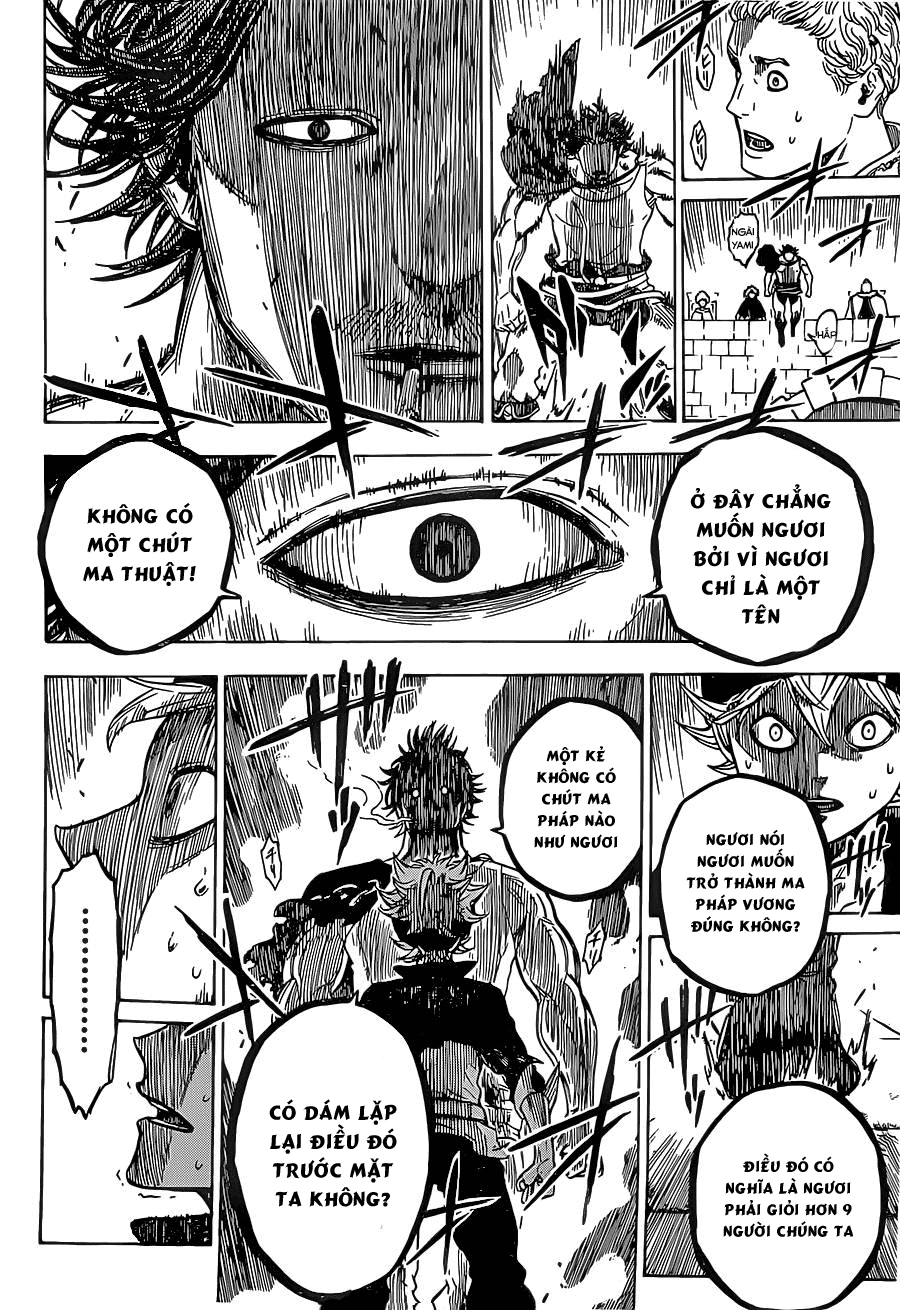 NGÀI
YAMI
HẤP
Ở ĐÂY CHẲNG
MUỐN NGƯƠI
BỞI VÌ NGƯƠI
CHỈ LÀ MỘT
TÊN
KHÔNG CÓ
MỘT CHÚT
MA THUẬT!
NGƯƠI NÓI
NGƯƠI MUỐN
TRỞ THÀNH MA
PHÁP VƯƠNG
ĐÚNG KHÔNG?
ĐIỀU ĐÓ CÓ
NGHĨA LÀ NGƯƠI
PHẢI GIỎI HƠN 9
NGƯỜI CHÚNG TA
MỘT KẺ
KHÔNG CÓ
CHÚT MA
PHÁP NÀO
NHƯ NGƯƠI
CÓ DÁM LẶP
LẠI ĐIỀU ĐÓ
TRƯỚC MẶT
TA KHÔNG?
.........